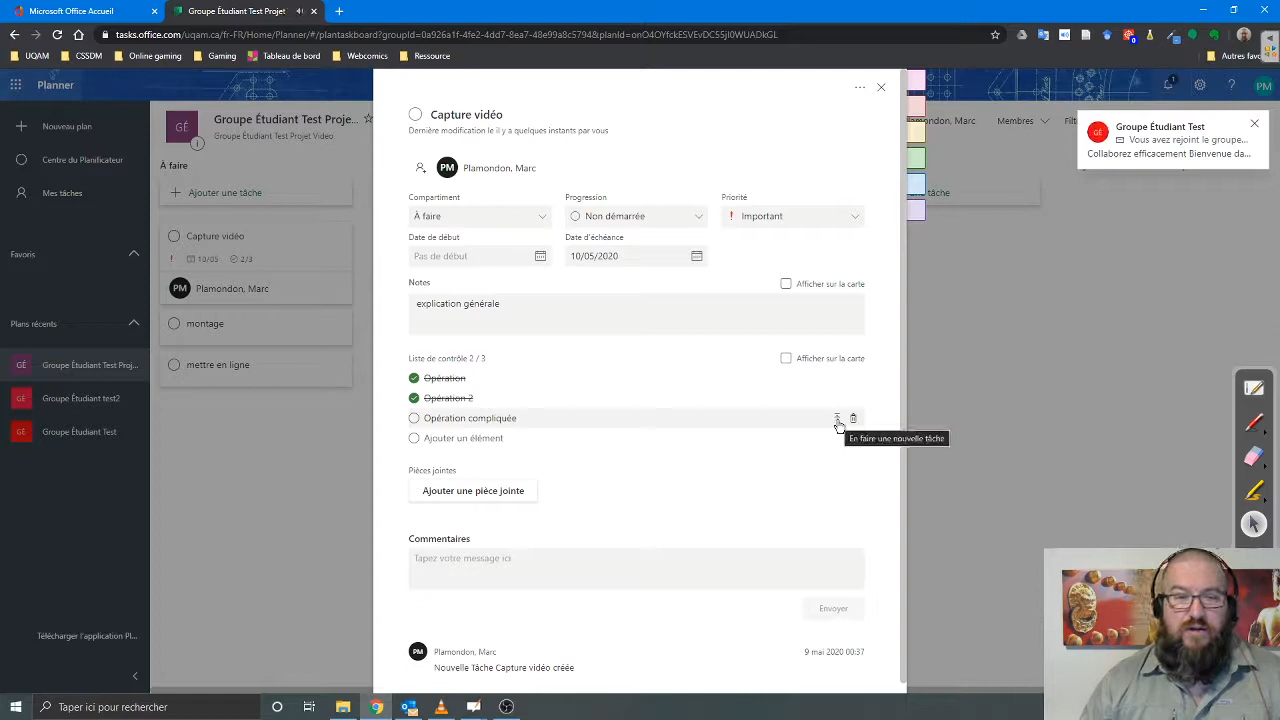 Microsoft Office Accueil
Groupe Étudiant Test Projet
tasks.office.com/uqam.ca/fr-FR/Home/Planner/#/plantaskboard?groupId=0a926a1f-4fe2-4dd7-8ea7-48e99a8c5794&planId=onO4OYfckESVEvDC55JI0WUADkGL
UQAM
CSSDM
Online gaming
Gaming
Tableau de bord
Webcomics
Ressource
Autres favo
Planner
PM
Nouveau plan
Centre du Planificateur
Mes tâches
Favoris
Plans récents
Groupe Étudiant Test Proj...
Groupe Étudiant test2
Groupe Étudiant Test
Télécharger l'application Pl...
GÉ
Groupe Étudiant Test Proje...
Groupe Étudiant Test Projet Vidéo
À faire
Ajouter une tâche
Capture vidéo
10/05
2/3
PM
Plamondon, Marc
montage
mettre en ligne
Capture vidéo
Dernière modification le il y a quelques instants par vous
PM
Plamondon, Marc
Compartiment
Progression
Priorité
À faire
Non démarrée
Important
Date de début
Date d'échéance
Pas de début
10/05/2020
Notes
Afficher sur la carte
explication générale
Liste de contrôle 2 / 3
Afficher sur la carte
Opération
Opération 2
Opération compliquée
En faire une nouvelle tâche
Ajouter un élément
Pièces jointes
Ajouter une pièce jointe
Commentaires
Tapez votre message ici
Envoyer
PM
Plamondon, Marc
9 mai 2020 00:37
Nouvelle Tâche Capture vidéo créée
ondon, Marc
Membres
Filt
tâche
GÉ
Groupe Étudiant Test
Vous avez rejoint le groupe...
Collaborez efficacement Bienvenue da...
Taper ici pour rechercher